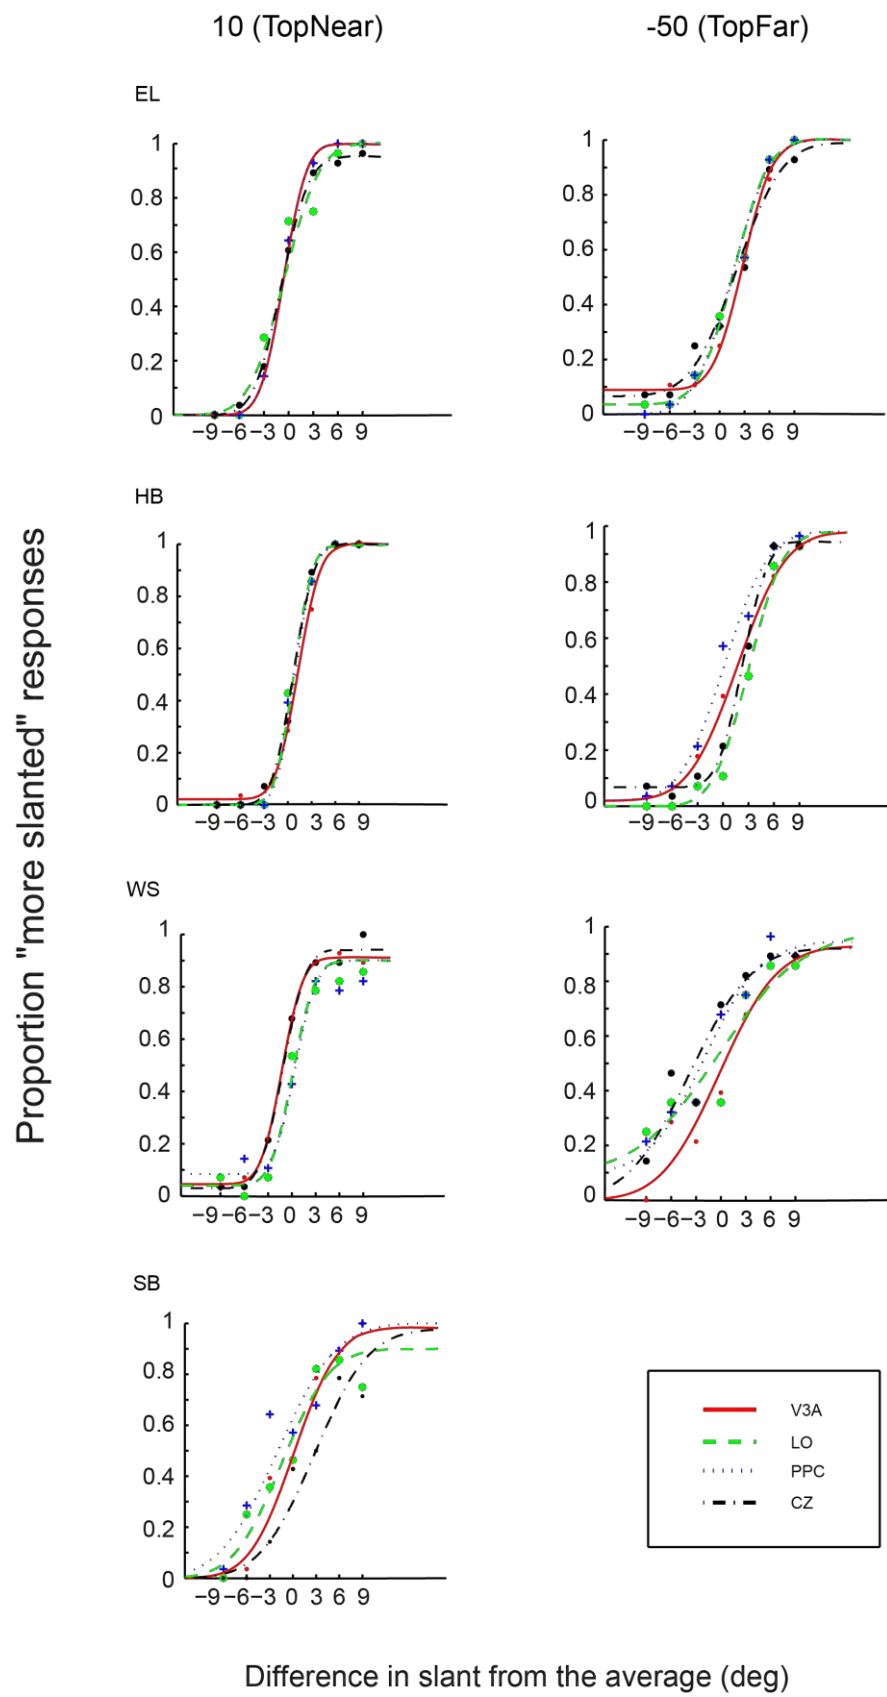 10 (TopNear) -50 (TopFar)
Proportion "more slanted" responses
EL
1 0.8 0.6 0.4 0.2 0
−9 −6 −3 0 3 6 9
1 0.8 0.6 0.4 0.2 0
−9 −6 −3 0 3 6 9
HB
1 0.8 0.6 0.4 0.2 0
−9 −6 −3 0 3 6 9
1 0.8 0.6 0.4 0.2 0
−9 −6 −3 0 3 6 9
WS
1 0.8 0.6 0.4 0.2 0
−9 −6 −3 0 3 6 9
1 0.8 0.6 0.4 0.2 0
−9 −6 −3 0 3 6 9
SB
1 0.8 0.6 0.4 0.2 0
−9 −6 −3 0 3 6 9
V3A
LO
PPC
CZ
Difference in slant from the average (deg)